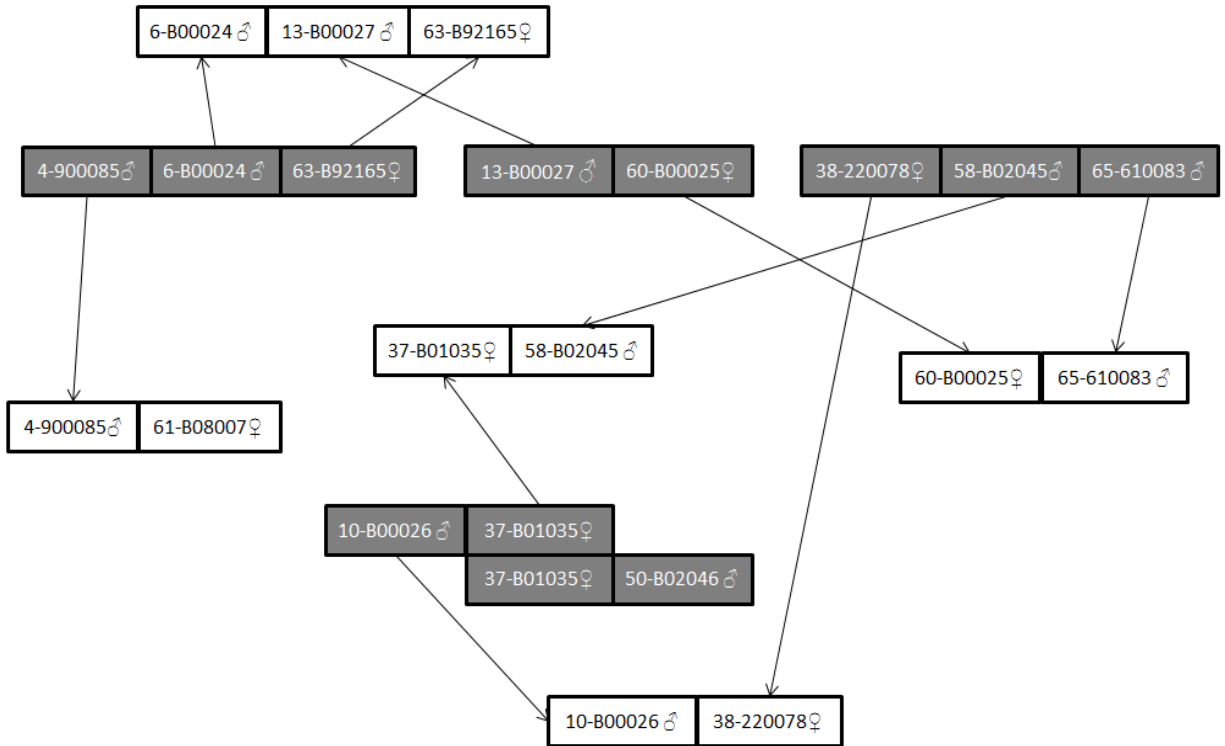 6-B00024♂ 13-B00027♂ 63-B92165♀
4-900085♂ 6-B00024♂ 63-B92165♀ 13-B00027♂ 60-B00025♀ 38-220078♀ 58-B02045♂ 65-610083♂
37-B01035♀ 58-B02045♂
60-B00025♀ 65-610083♂
4-900085♂ 61-B08007♀
10-B00026♂ 37-B01035♀
37-B01035♀ 50-B02046♂
10-B00026♂ 38-220078♀